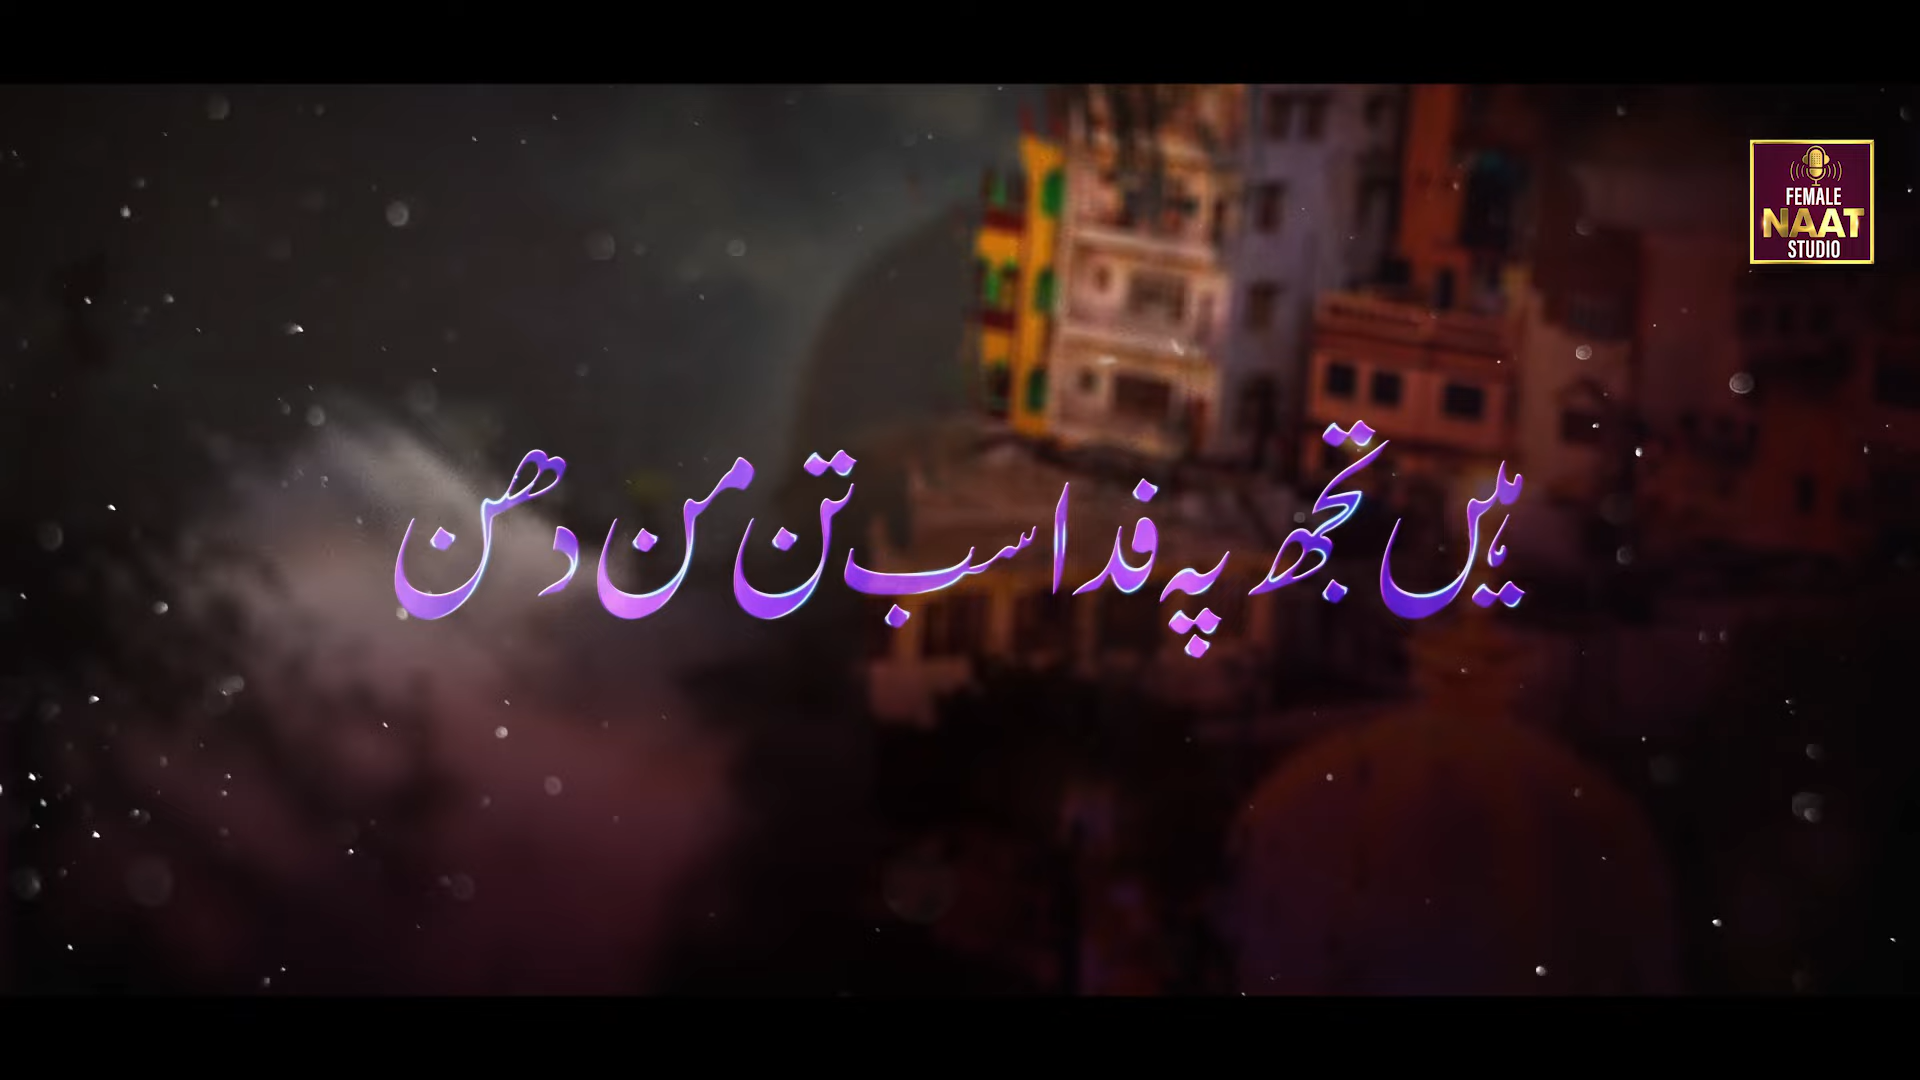 FEMALE
NAAT
STUDIO
ہیں تجھ پہ فدا سب تن من دھن